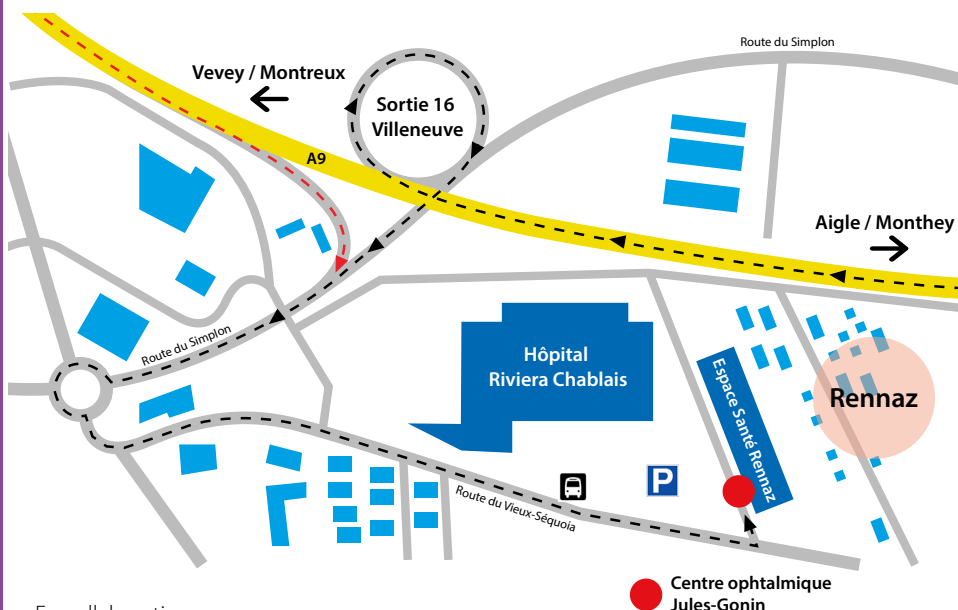 Route du Simplon
Vevey / Montreux
Sortie 16
Villeneuve
A9
Aigle / Monthey
Route du Simplon
Hôpital
Riviera Chablais
Espace Santé Rennaz
Rennaz
P
Route du Vieux-Séquoia
Centre ophtalmique
Jules-Gonin